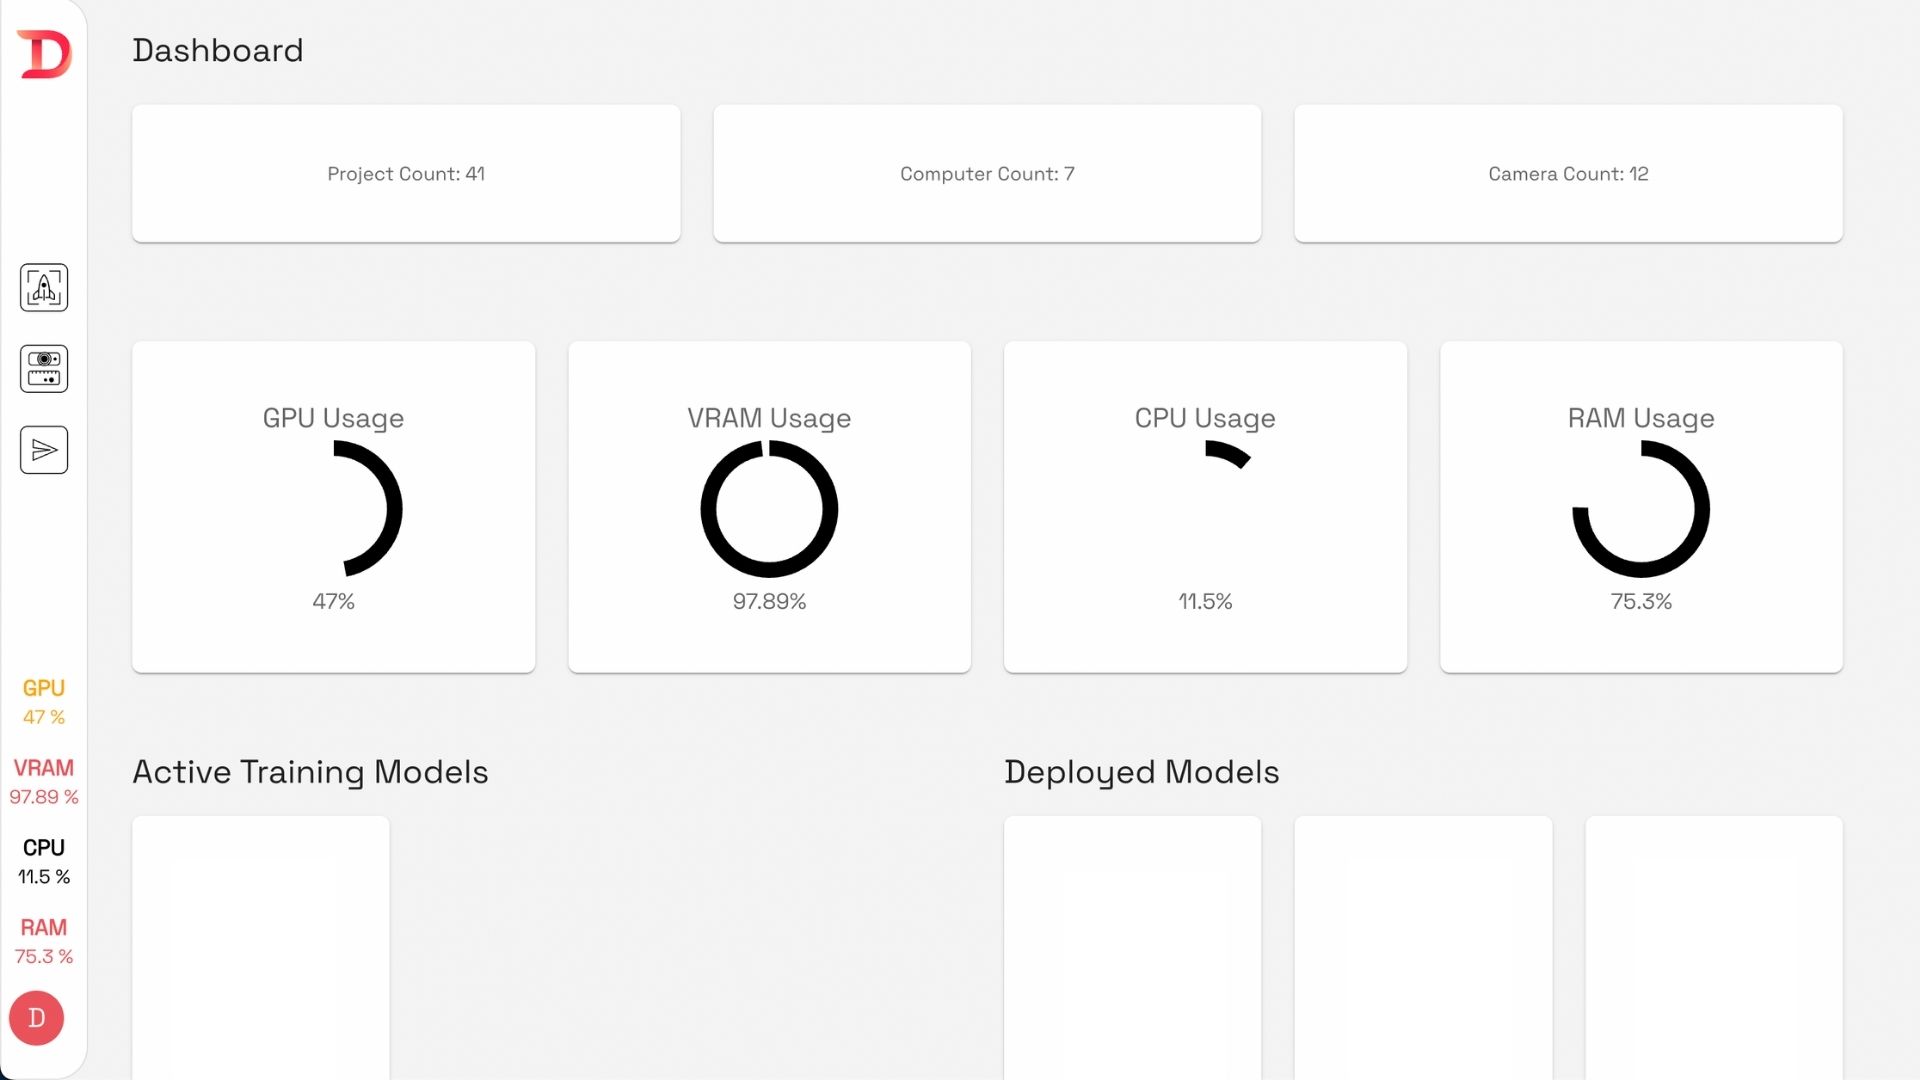 D
Dashboard
Project Count: 41
Computer Count: 7
Camera Count: 12
GPU Usage
47%
VRAM Usage
97.89%
CPU Usage
11.5%
RAM Usage
75.3%
GPU
47 %
VRAM
97.89 %
CPU
11.5 %
RAM
75.3 %
D
Active Training Models
Deployed Models